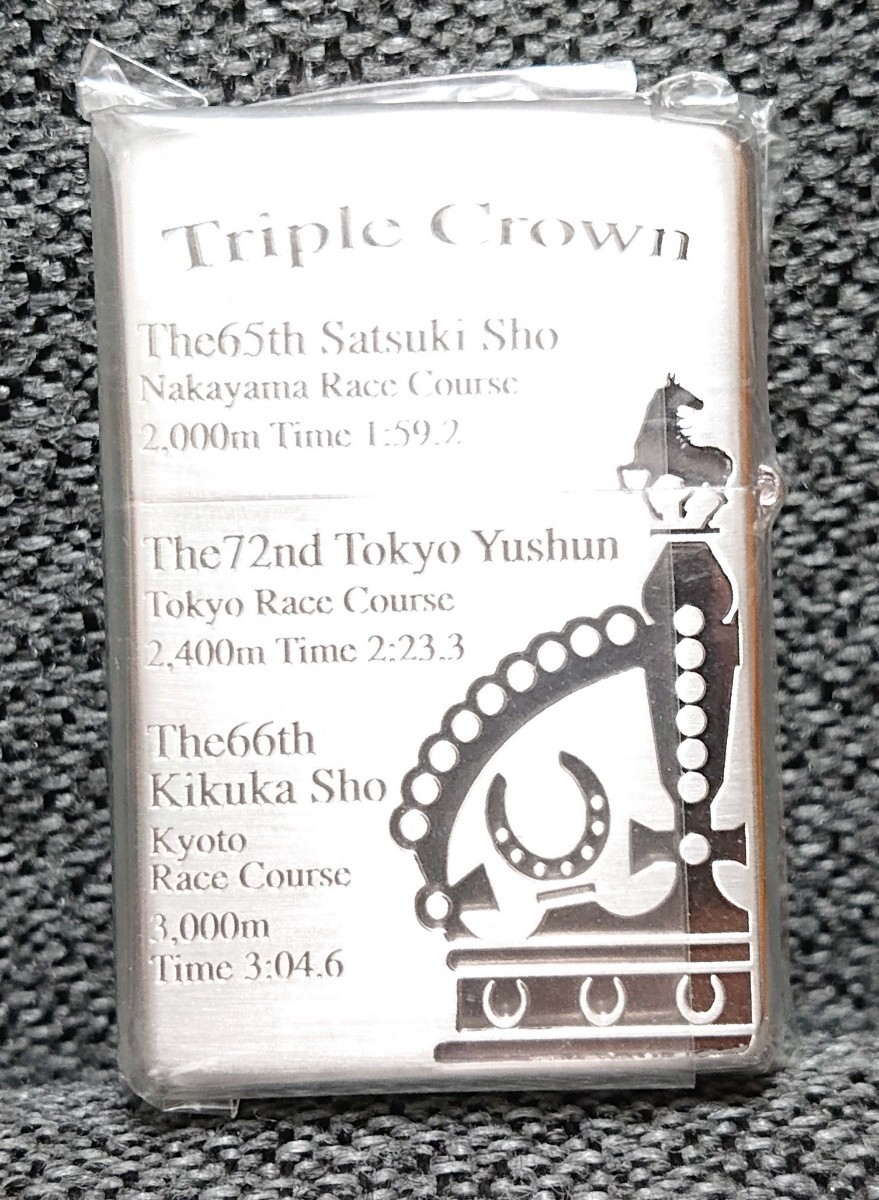 Triple Crown
The65th Satsuki Sho
Nakayama Race Course
2,000m Time 1:59.2
The72nd Tokyo Yushun
Tokyo Race Course
2,400m Time 2:23.3
The66th
Kikuka Sho
Kyoto
Race Course
3,000m
Time 3:04.6